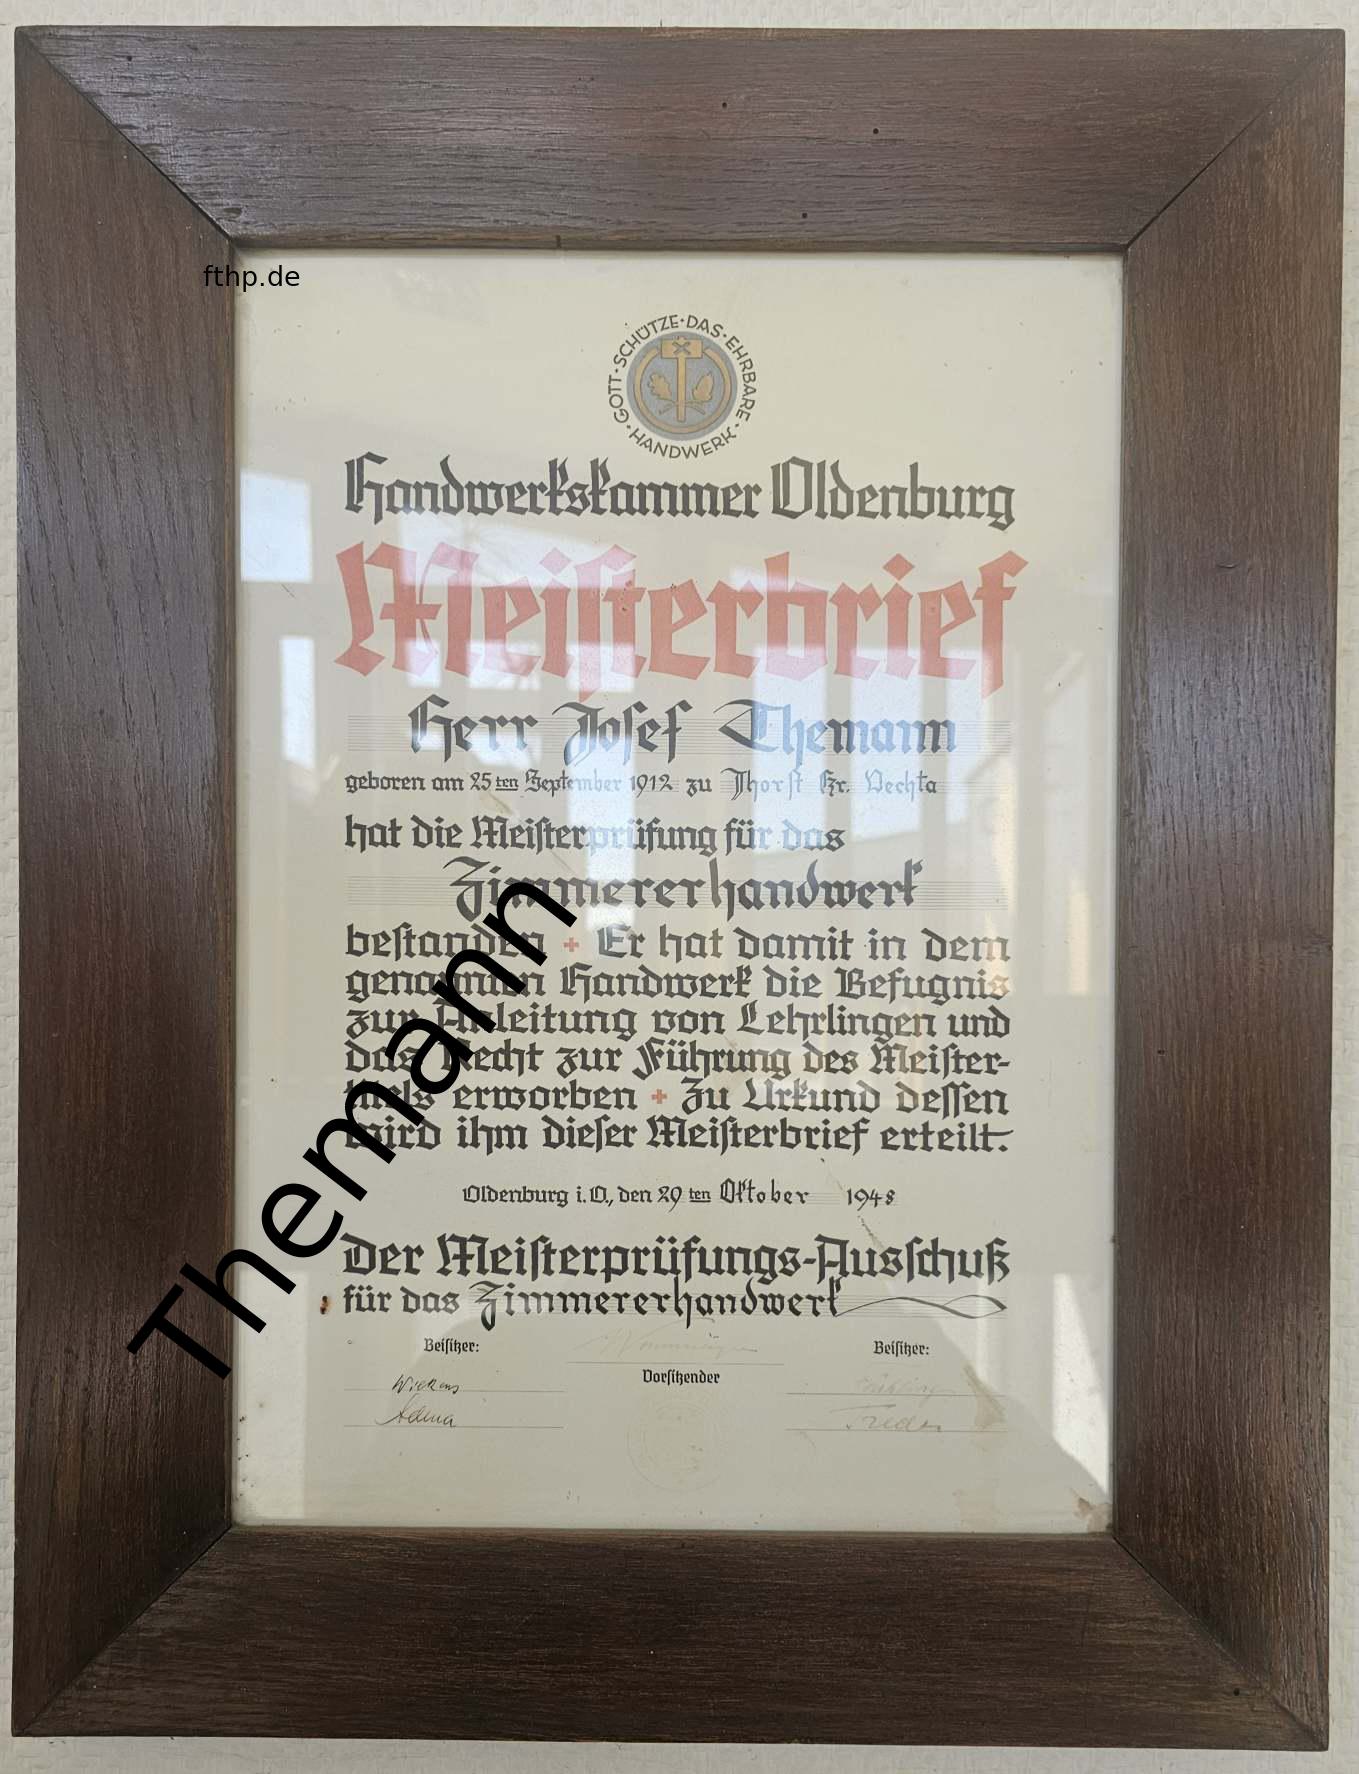 fthp.de
GOTT · SCHÜTZE · DAS · EHRBARE · HANDWERK ·
Handwerkskammer Oldenburg
Meiſterbrief
Herr Joſef Themann
geboren am 25ten September 1912 zu Thorſt Kr. Vechta
hat die Meiſterprüfung für das
Zimmererhandwerk
beſtanden + Er hat damit in dem
genannten Handwerk die Befugnis
zur Anleitung von Lehrlingen und
das Recht zur Führung des Meiſter-
titels erworben + Zu Urkund deſſen
wird ihm dieſer Meiſterbrief erteilt.
Oldenburg i. O., den 29ten Oktober 1948
Der Meiſterprüfungs-Ausſchuß
für das Zimmererhandwerk
Beiſitzer:
Beiſitzer:
Vorſitzender
Wickens
Themann